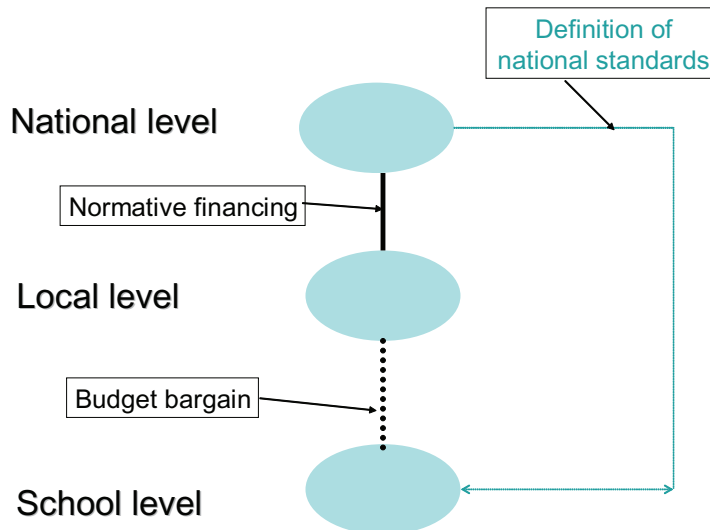 Definition of
national standards
National level
Normative financing
Local level
Budget bargain
School level